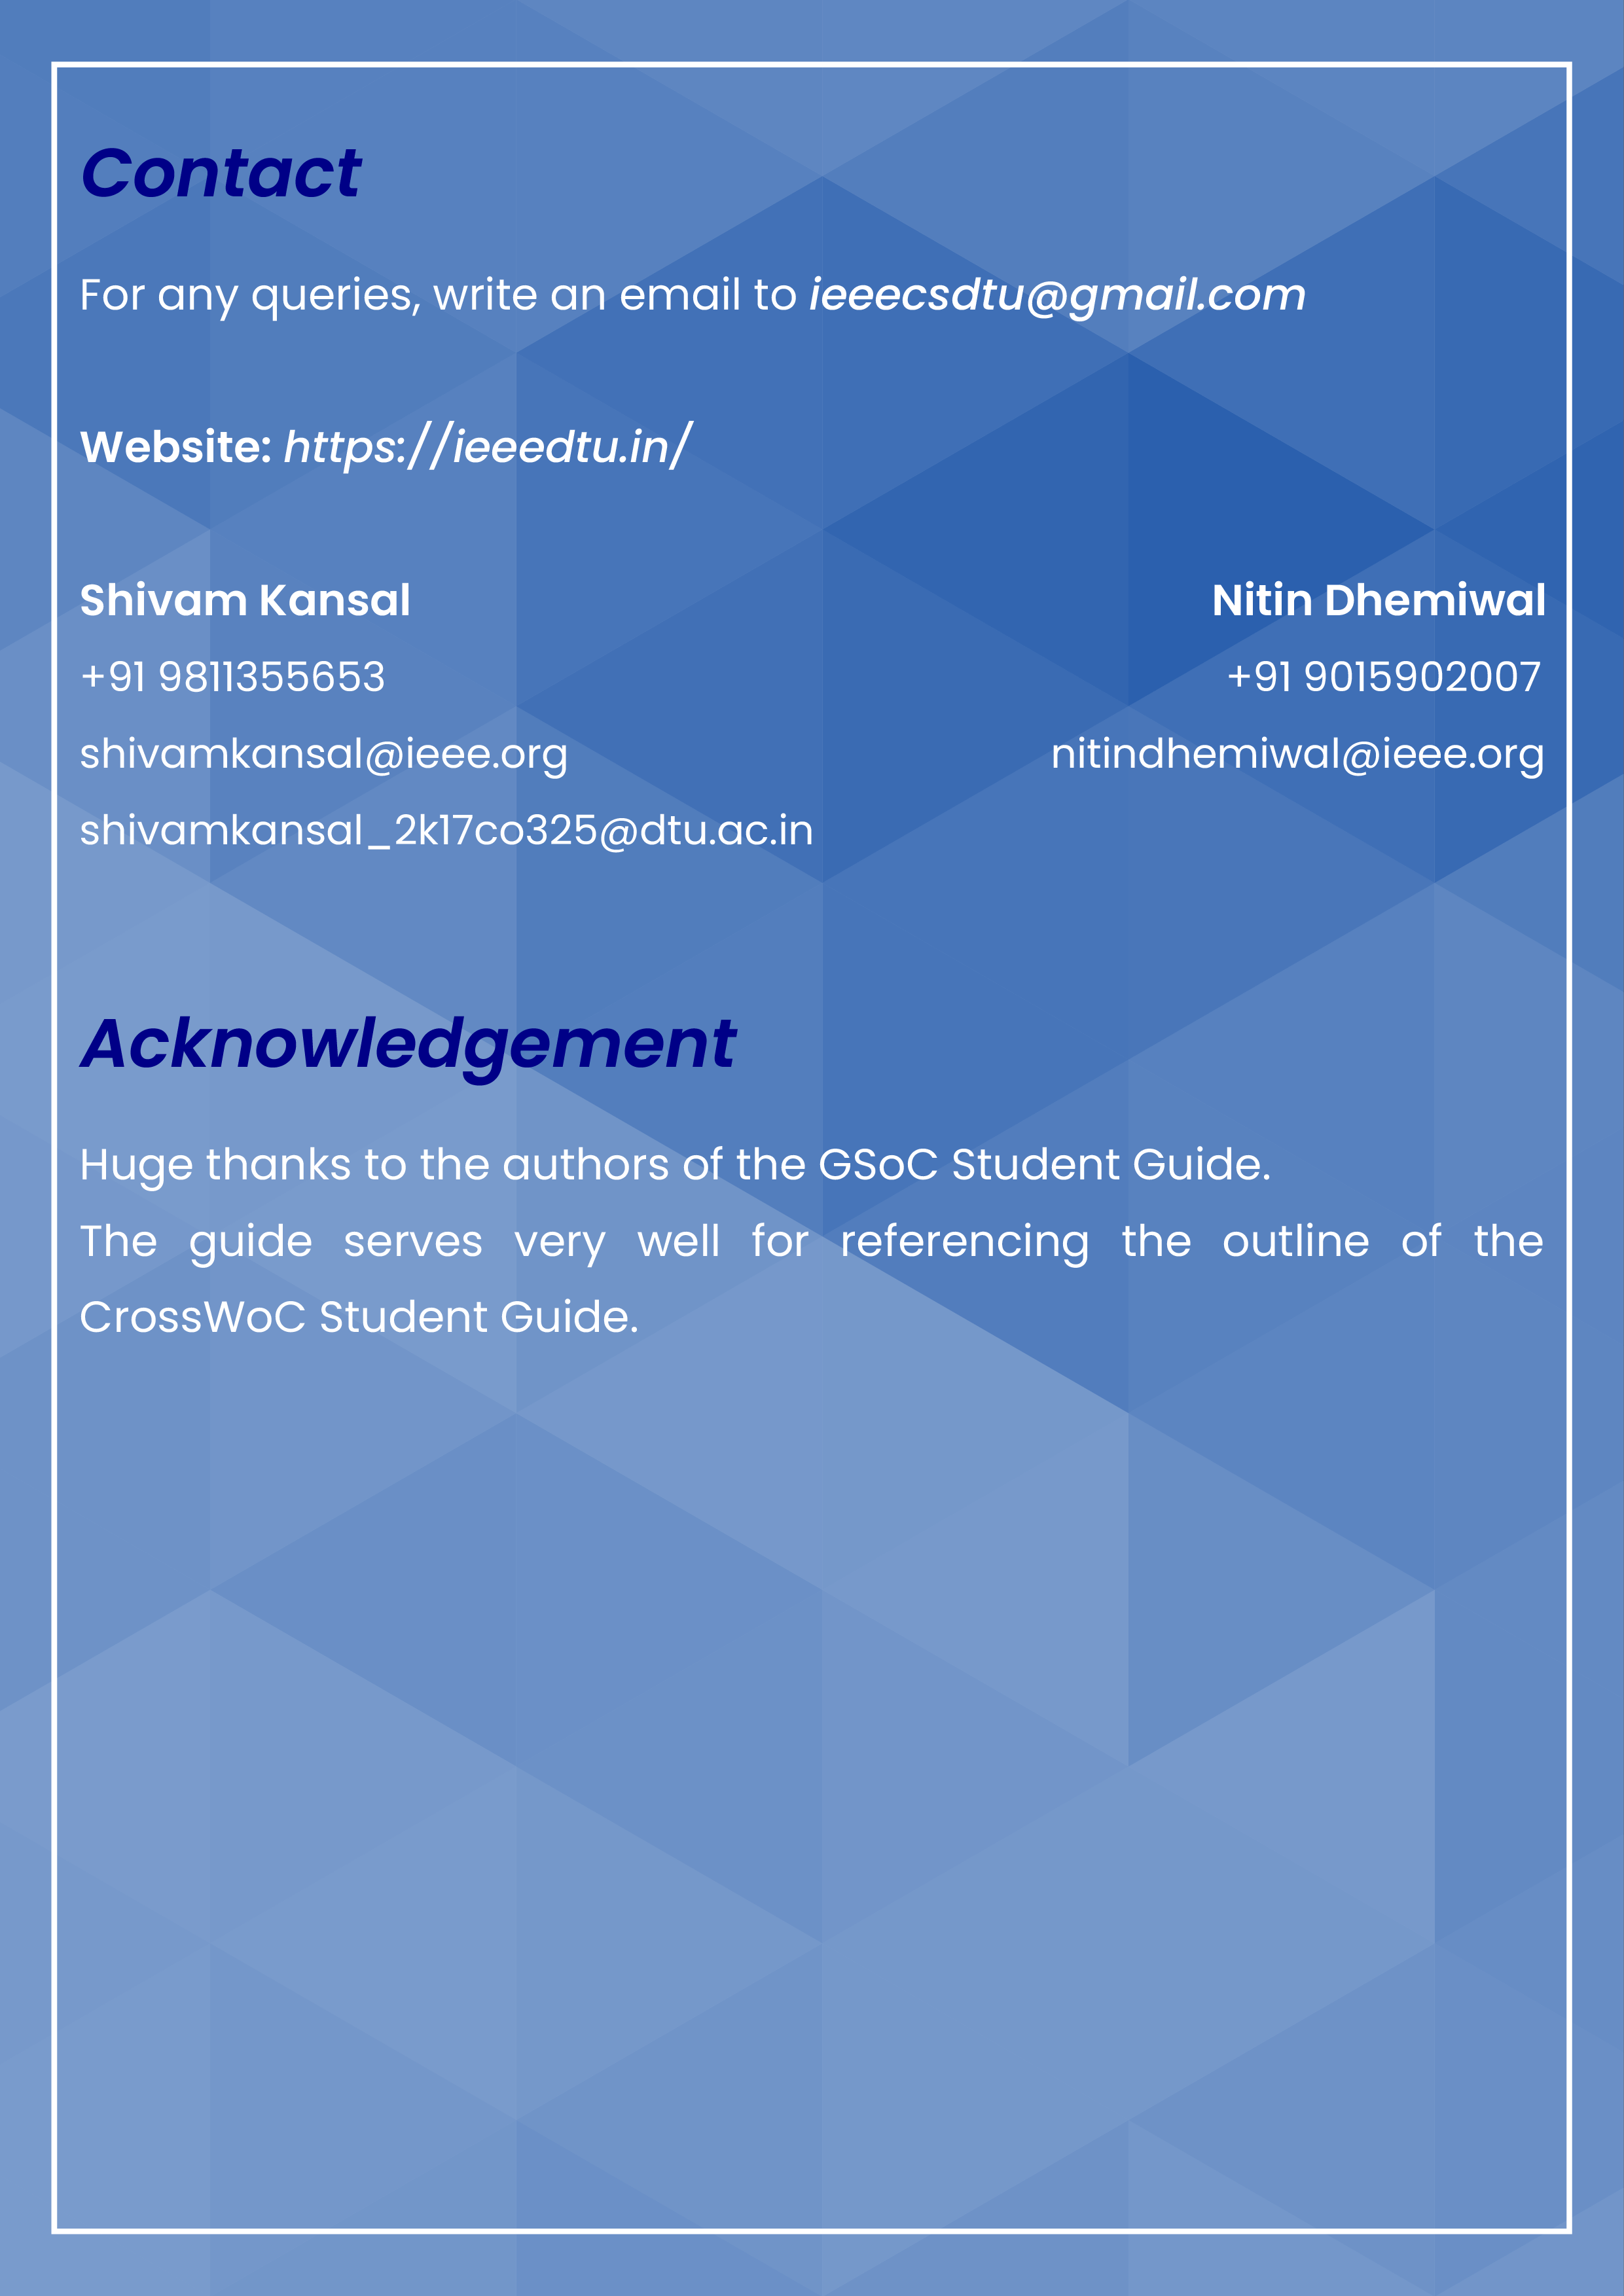 Contact
For any queries, write an email to ieeecsdtu@gmail.com
Website: https://ieeedtu.in/
Shivam Kansal Nitin Dhemiwal
+91 9811355653 +91 9015902007
shivamkansal@ieee.org nitindhemiwal@ieee.org
shivamkansal_2k17co325@dtu.ac.in
Acknowledgement
Huge thanks to the authors of the GSoC Student Guide.
The guide serves very well for referencing the outline of the
CrossWoC Student Guide.